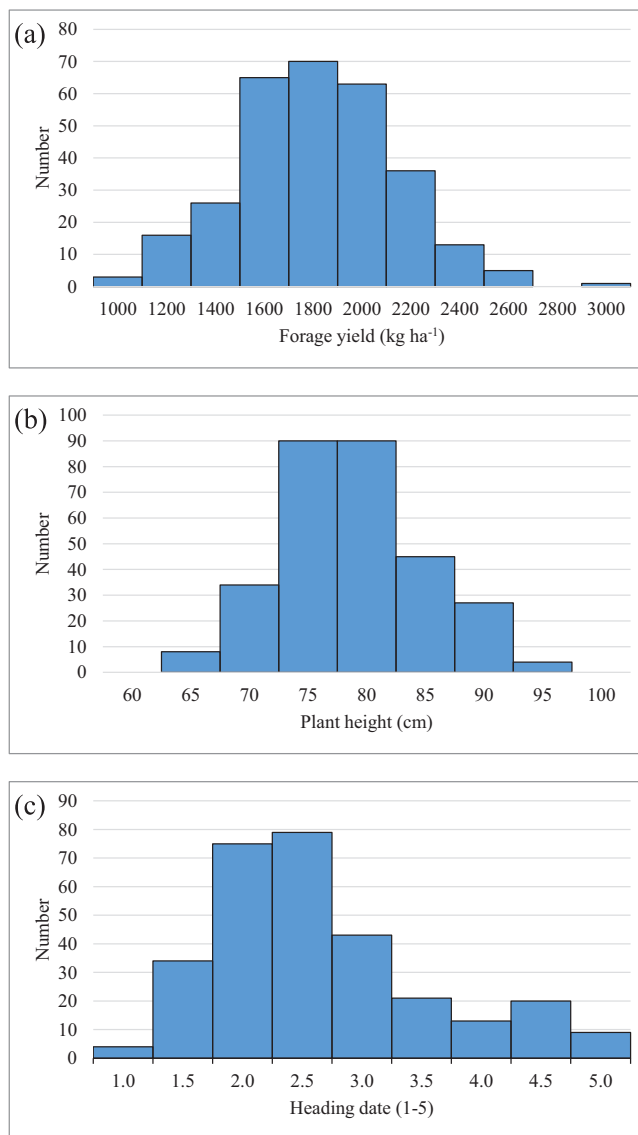 (a)
80
70
60
50
40
30
20
10
0
Number
1000 1200 1400 1600 1800 2000 2200 2400 2600 2800 3000
Forage yield (kg ha⁻¹)
(b)
100
90
80
70
60
50
40
30
20
10
0
Number
60 65 70 75 80 85 90 95 100
Plant height (cm)
(c)
90
80
70
60
50
40
30
20
10
0
Number
1.0 1.5 2.0 2.5 3.0 3.5 4.0 4.5 5.0
Heading date (1-5)